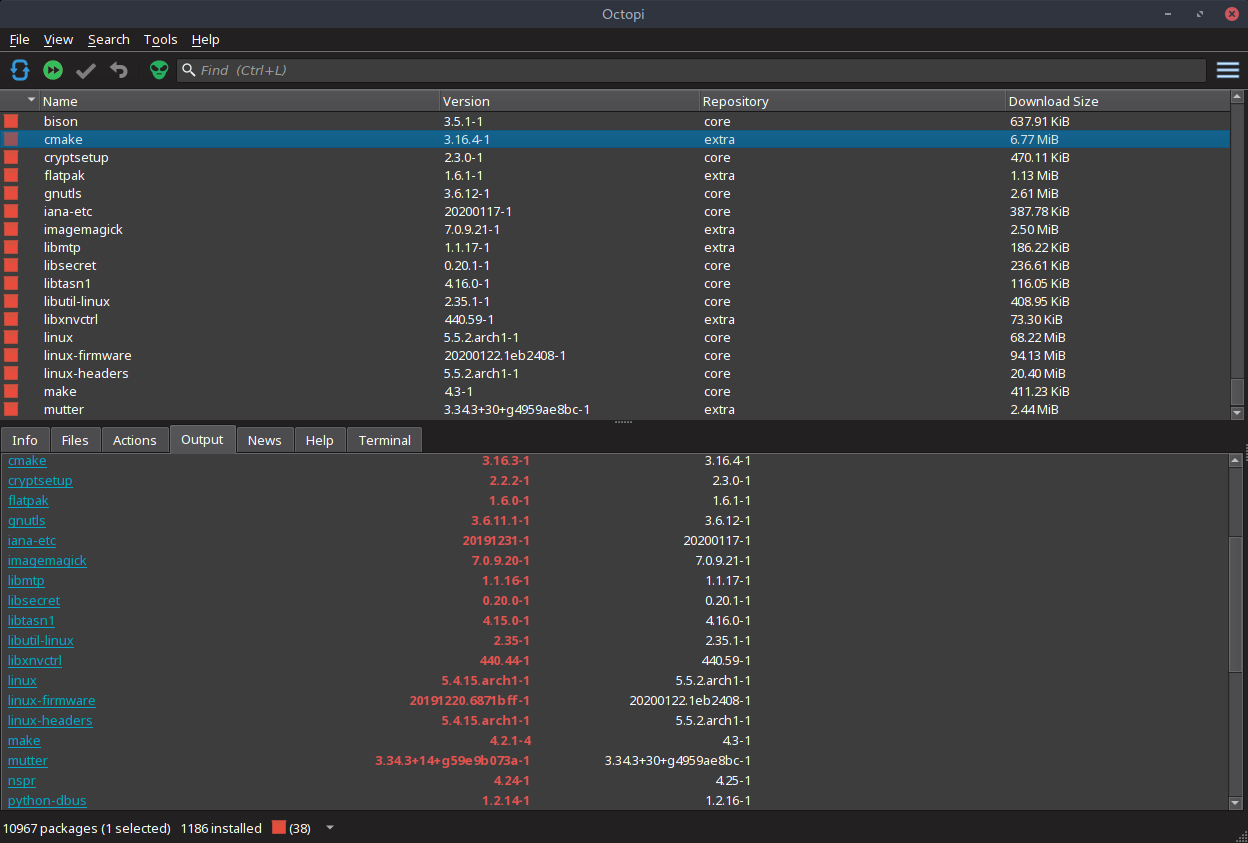 Octopi
File View Search Tools Help
Find (Ctrl+L)
Name Version Repository Download Size
bison 3.5.1-1 core 637.91 KiB
cmake 3.16.4-1 extra 6.77 MiB
cryptsetup 2.3.0-1 core 470.11 KiB
flatpak 1.6.1-1 extra 1.13 MiB
gnutls 3.6.12-1 core 2.61 MiB
iana-etc 20200117-1 core 387.78 KiB
imagemagick 7.0.9.21-1 extra 2.50 MiB
libmtp 1.1.17-1 extra 186.22 KiB
libsecret 0.20.1-1 core 236.61 KiB
libtasn1 4.16.0-1 core 116.05 KiB
libutil-linux 2.35.1-1 core 408.95 KiB
libxnvctrl 440.59-1 extra 73.30 KiB
linux 5.5.2.arch1-1 core 68.22 MiB
linux-firmware 20200122.1eb2408-1 core 94.13 MiB
linux-headers 5.5.2.arch1-1 core 20.40 MiB
make 4.3-1 core 411.23 KiB
mutter 3.34.3+30+g4959ae8bc-1 extra 2.44 MiB
Info Files Actions Output News Help Terminal
cmake 3.16.3-1 3.16.4-1
cryptsetup 2.2.2-1 2.3.0-1
flatpak 1.6.0-1 1.6.1-1
gnutls 3.6.11.1-1 3.6.12-1
iana-etc 20191231-1 20200117-1
imagemagick 7.0.9.20-1 7.0.9.21-1
libmtp 1.1.16-1 1.1.17-1
libsecret 0.20.0-1 0.20.1-1
libtasn1 4.15.0-1 4.16.0-1
libutil-linux 2.35-1 2.35.1-1
libxnvctrl 440.44-1 440.59-1
linux 5.4.15.arch1-1 5.5.2.arch1-1
linux-firmware 20191220.6871bff-1 20200122.1eb2408-1
linux-headers 5.4.15.arch1-1 5.5.2.arch1-1
make 4.2.1-4 4.3-1
mutter 3.34.3+14+g59e9b073a-1 3.34.3+30+g4959ae8bc-1
nspr 4.24-1 4.25-1
python-dbus 1.2.14-1 1.2.16-1
10967 packages (1 selected) 1186 installed (38)